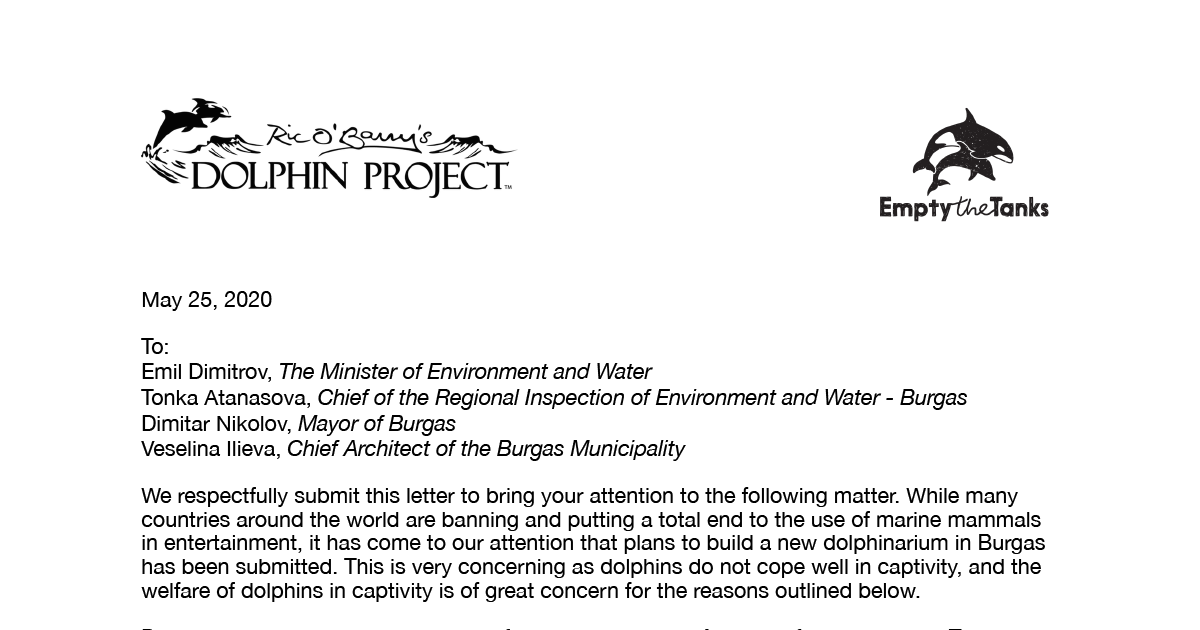 Ric O'Barry's
DOLPHIN PROJECT™
Empty the Tanks
May 25, 2020
To:
Emil Dimitrov, The Minister of Environment and Water
Tonka Atanasova, Chief of the Regional Inspection of Environment and Water - Burgas
Dimitar Nikolov, Mayor of Burgas
Veselina Ilieva, Chief Architect of the Burgas Municipality
We respectfully submit this letter to bring your attention to the following matter. While many
countries around the world are banning and putting a total end to the use of marine mammals
in entertainment, it has come to our attention that plans to build a new dolphinarium in Burgas
has been submitted. This is very concerning as dolphins do not cope well in captivity, and the
welfare of dolphins in captivity is of great concern for the reasons outlined below.